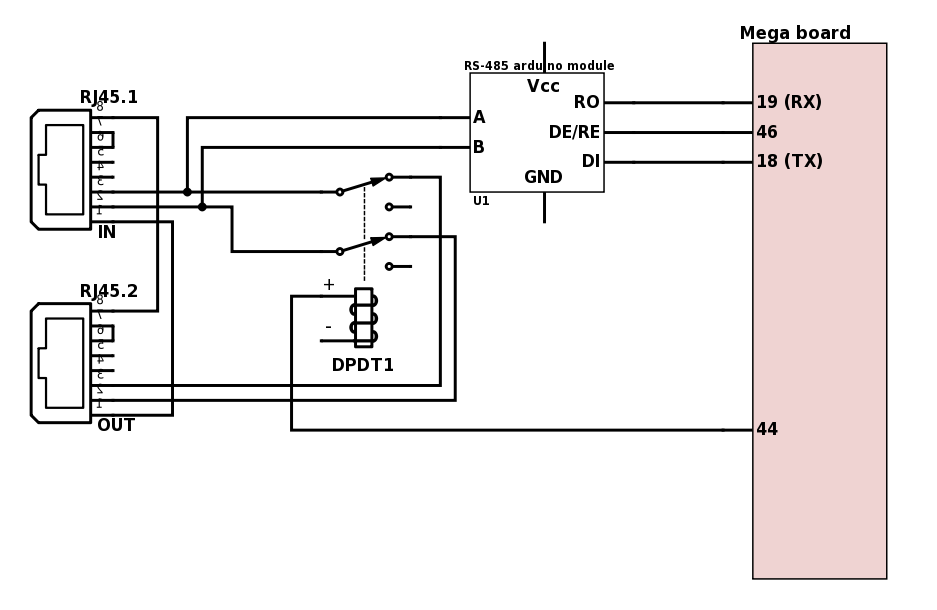 Mega board
RS-485 arduino module
Vcc
RO
19 (RX)
A
DE/RE
46
B
DI
18 (TX)
GND
U1
RJ45.1
8
7
6
5
4
3
2
1
IN
RJ45.2
8
7
6
5
4
3
2
1
OUT
+
-
DPDT1
44